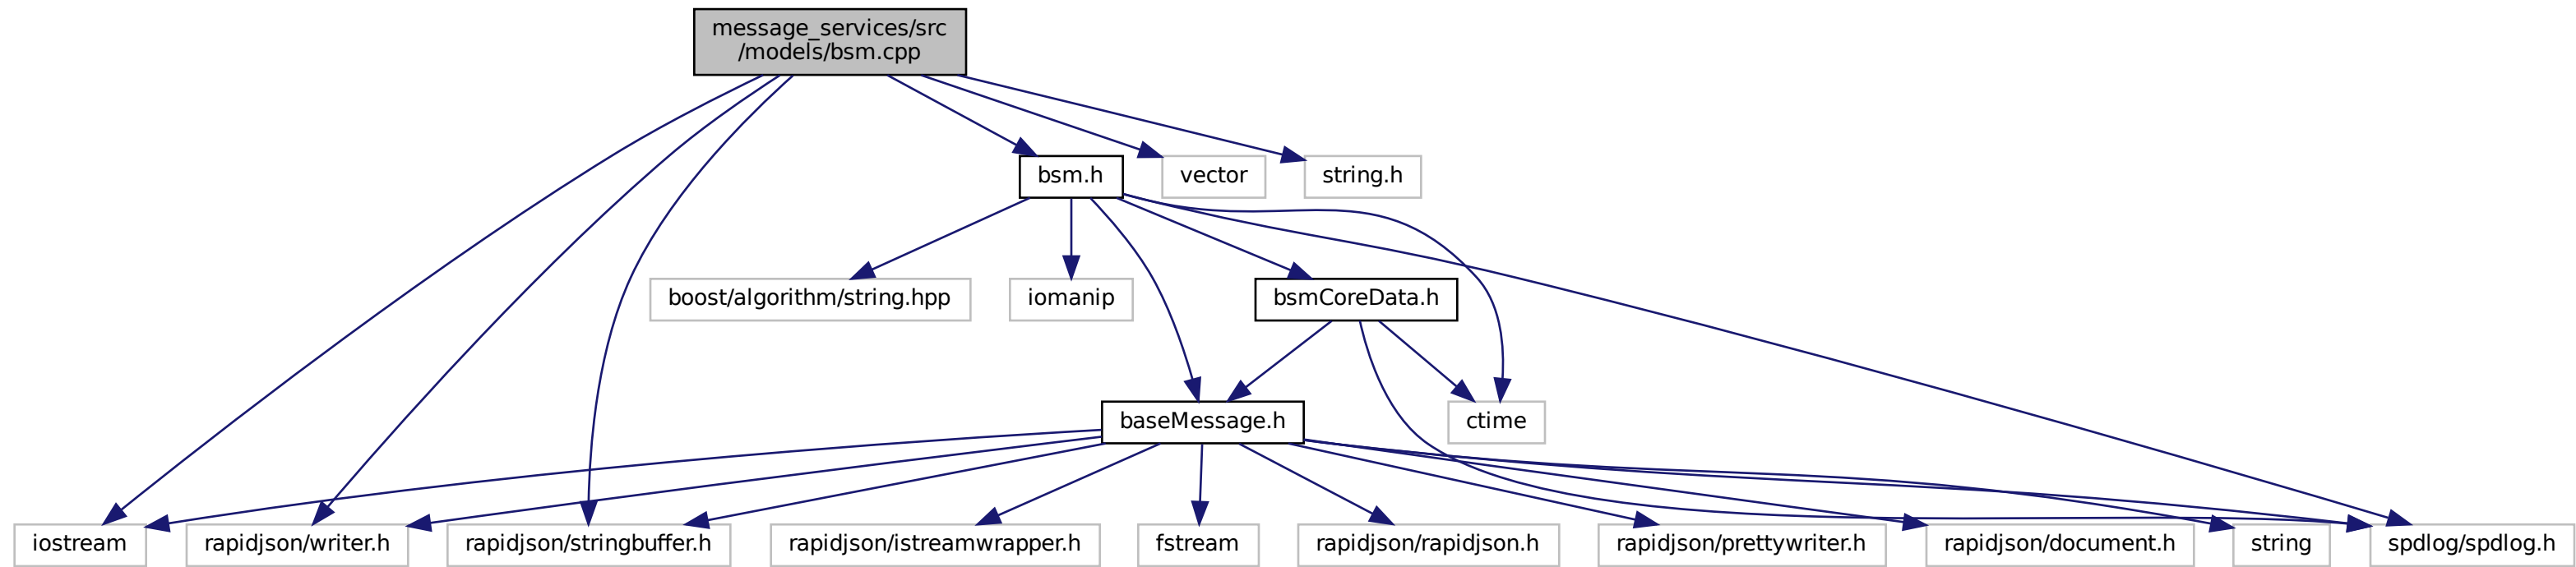 message_services/src
/models/bsm.cpp
bsm.h
vector
string.h
boost/algorithm/string.hpp
iomanip
bsmCoreData.h
baseMessage.h
ctime
iostream
rapidjson/writer.h
rapidjson/stringbuffer.h
rapidjson/istreamwrapper.h
fstream
rapidjson/rapidjson.h
rapidjson/prettywriter.h
rapidjson/document.h
string
spdlog/spdlog.h